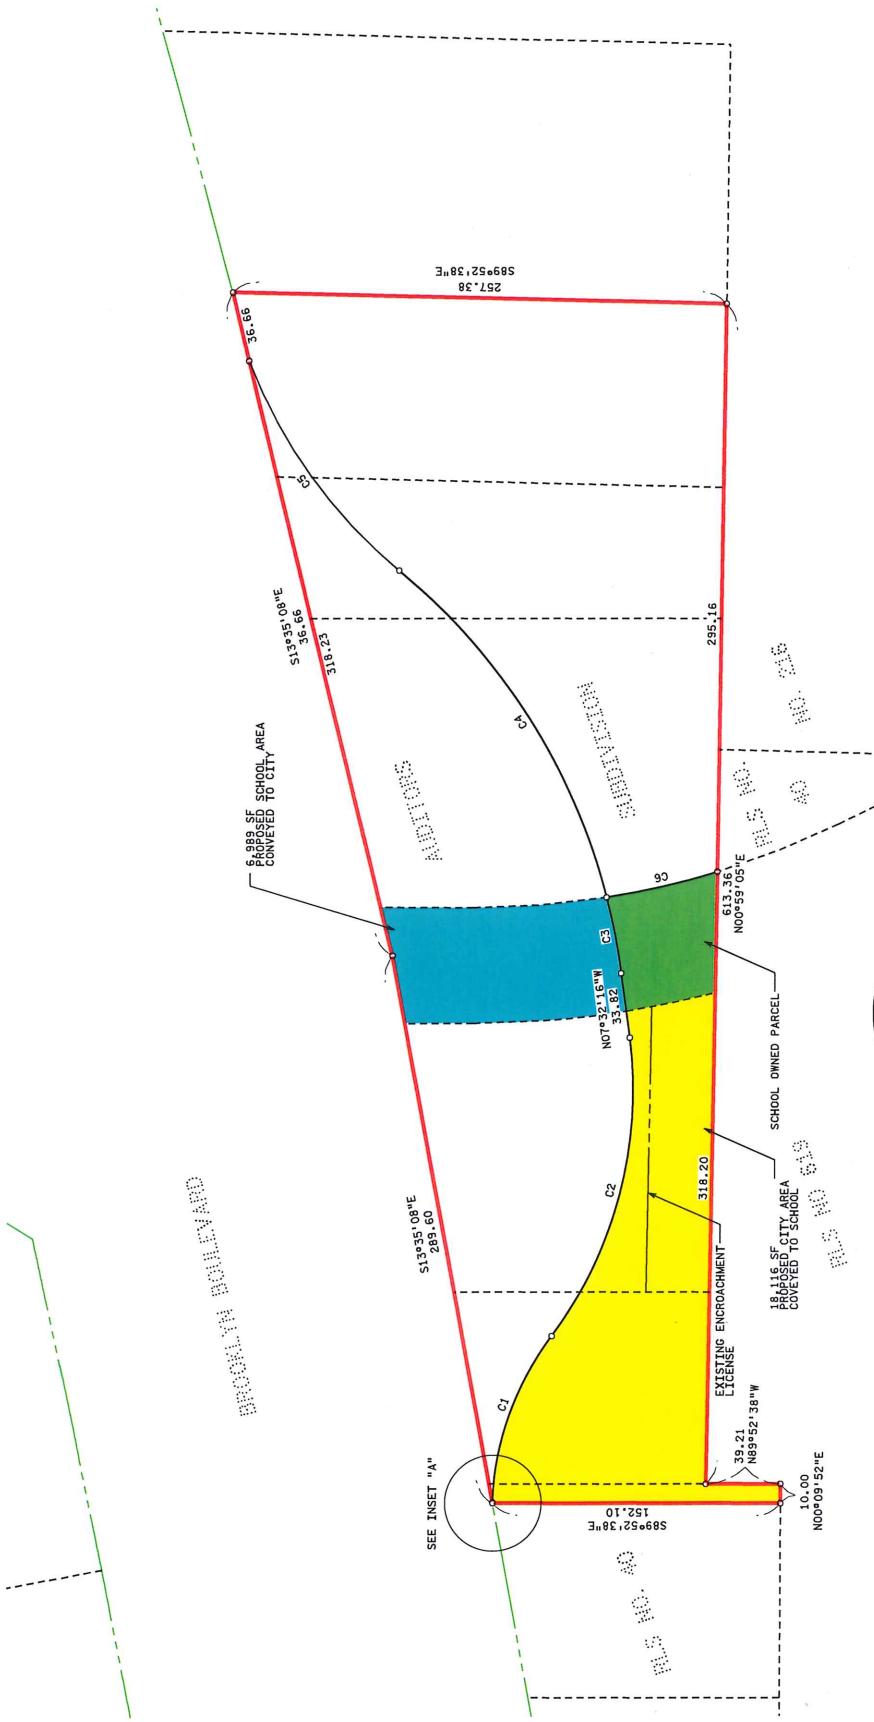 S89°52'38"E
257.38
36.66
C5
S13°35'08"E
36.66
318.23
295.16
C4
RLS NO. 216
SUBDIVISION
AUDITORS
RLS NO. 40
6,989 SF
PROPOSED SCHOOL AREA
CONVEYED TO CITY
C6
613.36
N00°59'05"E
C3
N07°32'16"W
33.82
SCHOOL OWNED PARCEL
BROOKLYN BOULEVARD
S13°35'08"E
289.60
C2
318.20
RLS NO 619
18,116 SF
PROPOSED CITY AREA
COVEYED TO SCHOOL
EXISTING ENCROACHMENT
LICENSE
C1
SEE INSET "A"
39.21
N89°52'38"W
S89°52'38"E
152.10
10.00
N00°09'52"E
RLS NO. 40